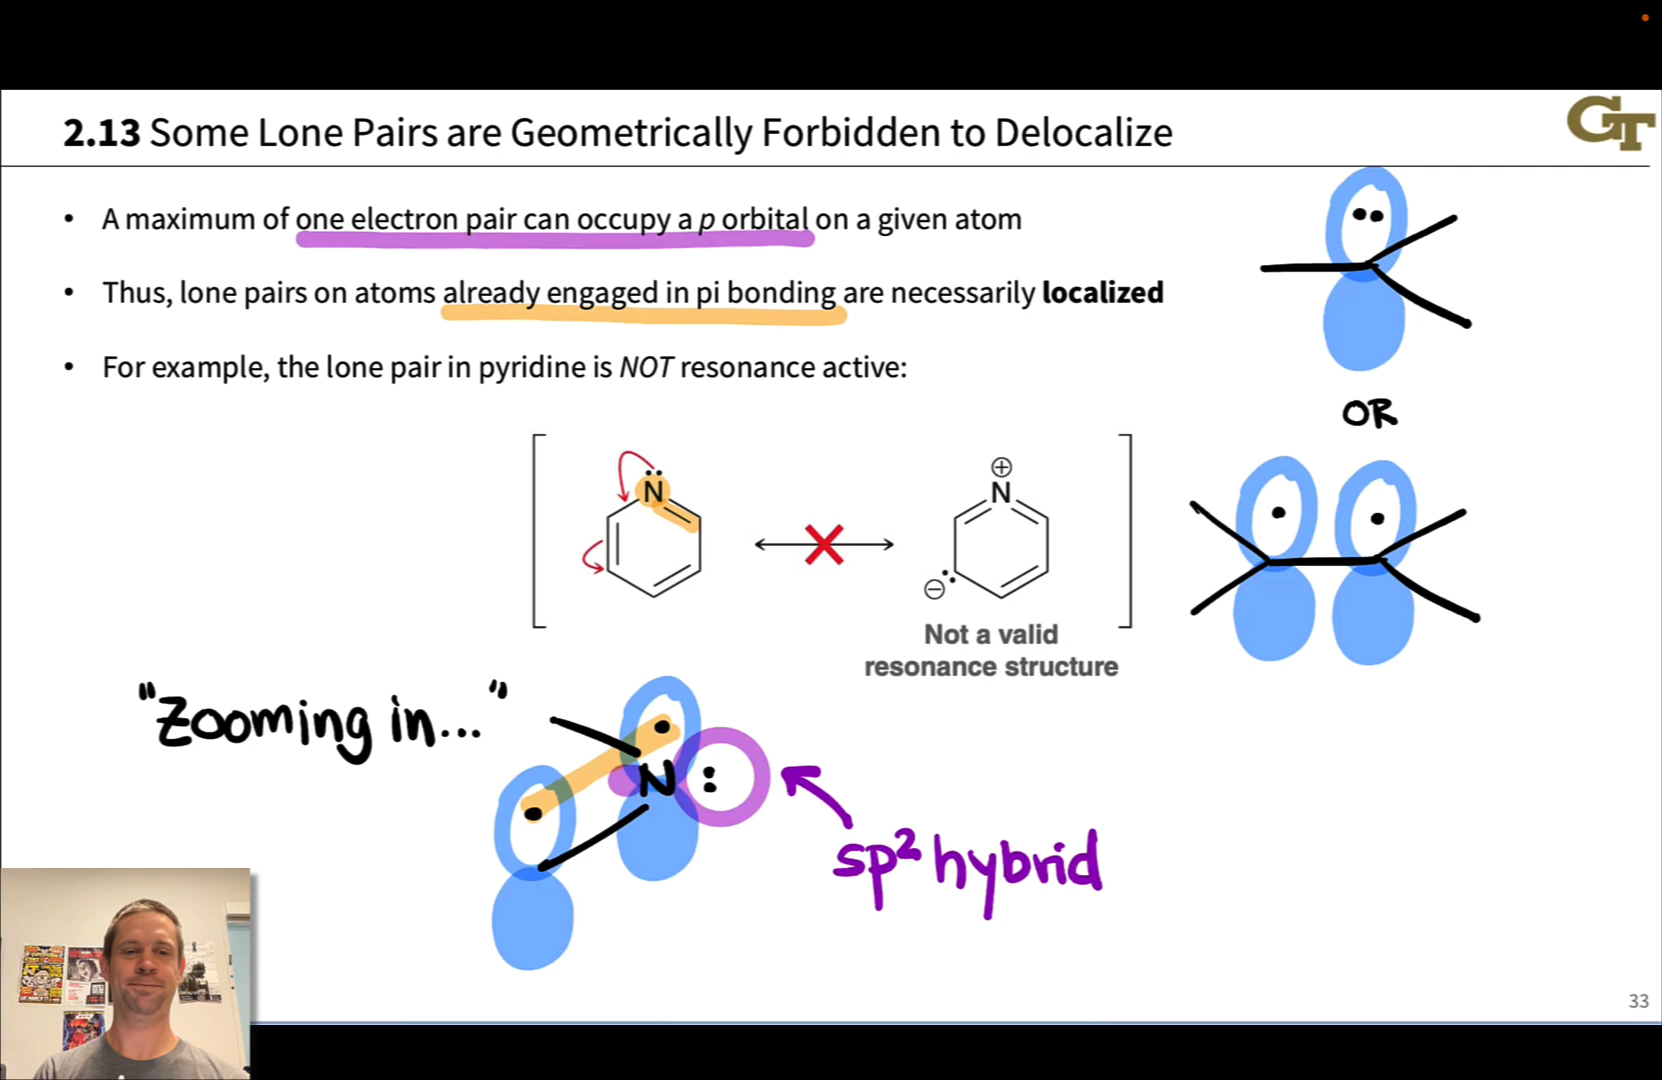 2.13 Some Lone Pairs are Geometrically Forbidden to Delocalize
GT
• A maximum of one electron pair can occupy a p orbital on a given atom
• Thus, lone pairs on atoms already engaged in pi bonding are necessarily localized
• For example, the lone pair in pyridine is NOT resonance active:
OR
N
⊕
N
⊖
Not a valid
resonance structure
"Zooming in..."
N
sp² hybrid
33